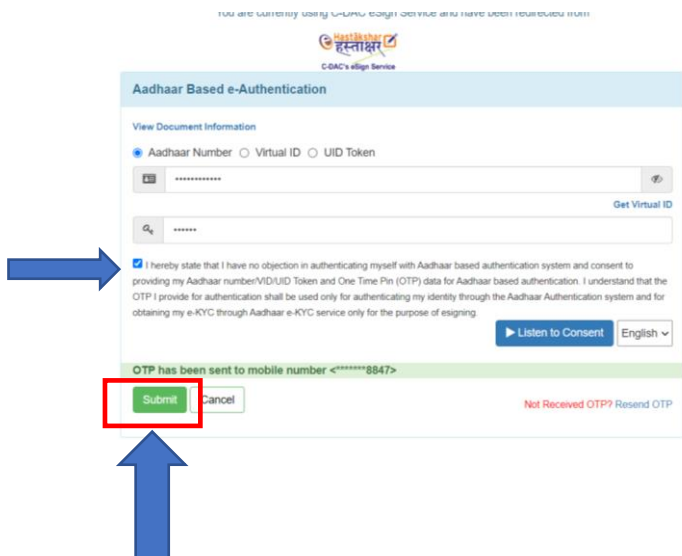 You are currently using C-DAC eSign Service and have been redirected from
Hastākshar
हस्ताक्षर
C-DAC's eSign Service
Aadhaar Based e-Authentication
View Document Information
Aadhaar Number Virtual ID UID Token
••••••••••••
Get Virtual ID
••••••
I hereby state that I have no objection in authenticating myself with Aadhaar based authentication system and consent to
providing my Aadhaar number/VID/UID Token and One Time Pin (OTP) data for Aadhaar based authentication. I understand that the
OTP I provide for authentication shall be used only for authenticating my identity through the Aadhaar Authentication system and for
obtaining my e-KYC through Aadhaar e-KYC service only for the purpose of esigning.
Listen to Consent English
OTP has been sent to mobile number <*******8847>
Submit Cancel Not Received OTP? Resend OTP